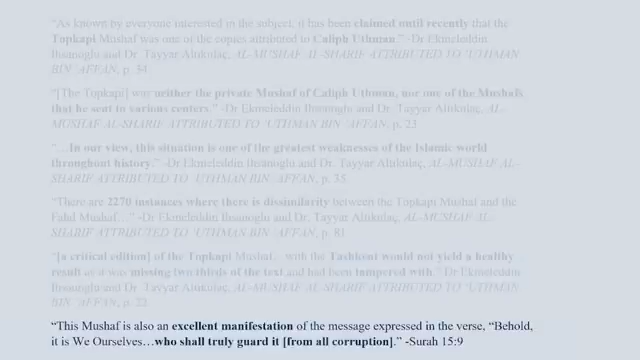 “As known by everyone interested in the subject, it has been claimed until recently that the
Topkapi Mushaf was one of the copies attributed to Caliph Uthman.” -Dr Ekmeleddin
Ihsanoglu and Dr. Tayyar Altikulaç, AL-MUSHAF AL-SHARIF ATTRIBUTED TO ‘UTHMAN
BIN ‘AFFAN, p. 34
“[The Topkapi] was neither the private Mushaf of Caliph Uthman, nor one of the Mushafs
that he sent to various centers.” -Dr Ekmeleddin Ihsanoglu and Dr. Tayyar Altikulaç, AL-
MUSHAF AL-SHARIF ATTRIBUTED TO ‘UTHMAN BIN ‘AFFAN, p. 23
“…In our view, this situation is one of the greatest weaknesses of the Islamic world
throughout history.” -Dr Ekmeleddin Ihsanoglu and Dr. Tayyar Altikulaç, AL-MUSHAF AL-
SHARIF ATTRIBUTED TO ‘UTHMAN BIN ‘AFFAN, p. 35
“There are 2270 instances where there is dissimilarity between the Topkapi Mushaf and the
Fahd Mushaf…” -Dr Ekmeleddin Ihsanoglu and Dr. Tayyar Altikulaç, AL-MUSHAF AL-
SHARIF ATTRIBUTED TO ‘UTHMAN BIN ‘AFFAN, p. 81
“[a critical edition] of the Topkapi Mushaf…with the Tashkent would not yield a healthy
result as it was missing two thirds of the text and had been tampered with.” Dr Ekmeleddin
Ihsanoglu and Dr. Tayyar Altikulaç, AL-MUSHAF AL-SHARIF ATTRIBUTED TO ‘UTHMAN
BIN ‘AFFAN, p. 22
“This Mushaf is also an excellent manifestation of the message expressed in the verse, “Behold,
it is We Ourselves…who shall truly guard it [from all corruption].” -Surah 15:9